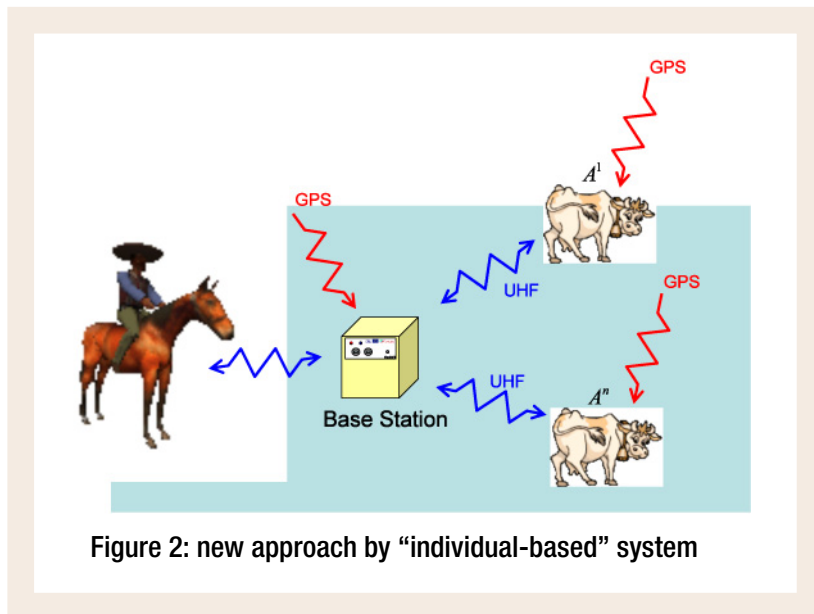 GPS
A¹
GPS
UHF
GPS
UHF
Base Station
Aⁿ
Figure 2: new approach by “individual-based” system